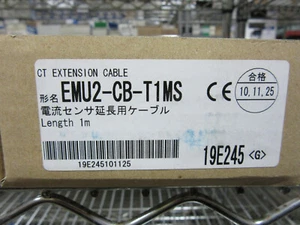 CT EXTENSION CABLE
形名 EMU2-CB-T1MS
CE
合格
10.11.25
電流センサ延長用ケーブル
Length 1m
19E245101125
19E245 <G>